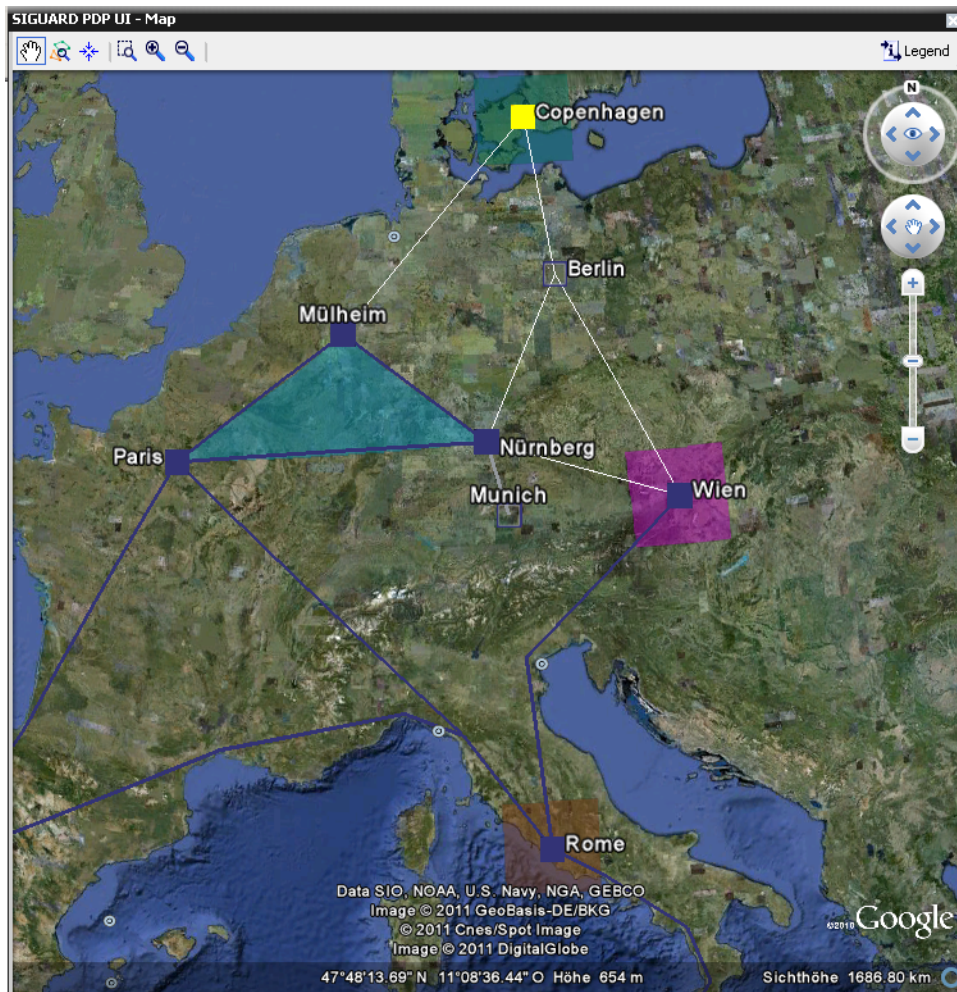 SIGUARD PDP UI - Map
Legend
N
Copenhagen
Berlin
Mülheim
Paris
Nürnberg
Munich
Wien
Rome
Data SIO, NOAA, U.S. Navy, NGA, GEBCO
Image © 2011 GeoBasis-DE/BKG
© 2011 Cnes/Spot Image
Image © 2011 DigitalGlobe
©2010 Google
47°48'13.69" N 11°08'36.44" O Höhe 654 m Sichthöhe 1686.80 km